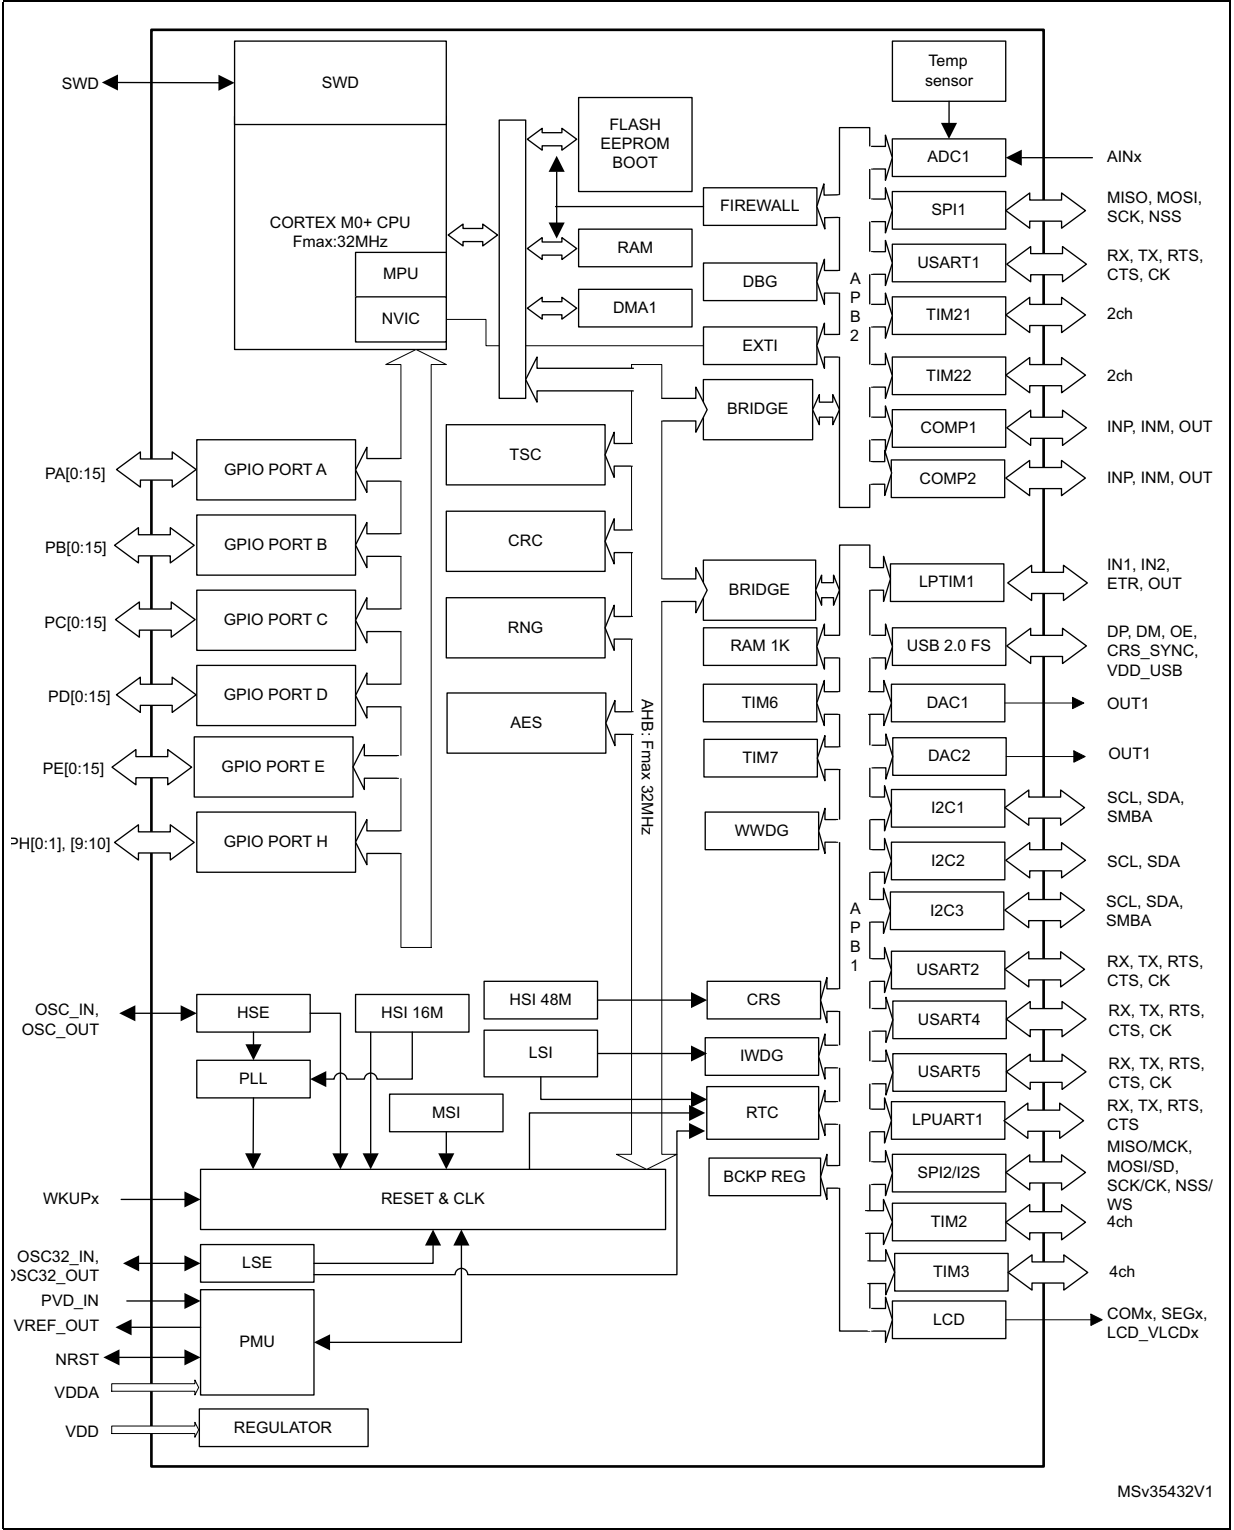 SWD
SWD
CORTEX M0+ CPU
Fmax:32MHz
MPU
NVIC
FLASH
EEPROM
BOOT
RAM
DMA1
FIREWALL
DBG
EXTI
BRIDGE
APB2
Temp
sensor
ADC1
AINx
SPI1
MISO, MOSI,
SCK, NSS
USART1
RX, TX, RTS,
CTS, CK
TIM21
2ch
TIM22
2ch
COMP1
INP, INM, OUT
COMP2
INP, INM, OUT
PA[0:15]
GPIO PORT A
PB[0:15]
GPIO PORT B
PC[0:15]
GPIO PORT C
PD[0:15]
GPIO PORT D
PE[0:15]
GPIO PORT E
PH[0:1], [9:10]
GPIO PORT H
TSC
CRC
RNG
AES
AHB: Fmax 32MHz
BRIDGE
RAM 1K
TIM6
TIM7
WWDG
APB1
LPTIM1
IN1, IN2,
ETR, OUT
USB 2.0 FS
DP, DM, OE,
CRS_SYNC,
VDD_USB
DAC1
OUT1
DAC2
OUT1
I2C1
SCL, SDA,
SMBA
I2C2
SCL, SDA
I2C3
SCL, SDA,
SMBA
USART2
RX, TX, RTS,
CTS, CK
USART4
RX, TX, RTS,
CTS, CK
USART5
RX, TX, RTS,
CTS, CK
LPUART1
RX, TX, RTS,
CTS
SPI2/I2S
MISO/MCK,
MOSI/SD,
SCK/CK, NSS/
WS
TIM2
4ch
TIM3
4ch
LCD
COMx, SEGx,
LCD_VLCDx
OSC_IN,
OSC_OUT
HSE
HSI 16M
HSI 48M
CRS
PLL
LSI
IWDG
MSI
RTC
BCKP REG
WKUPx
RESET & CLK
OSC32_IN,
OSC32_OUT
LSE
PVD_IN
VREF_OUT
NRST
VDDA
PMU
VDD
REGULATOR
MSv35432V1